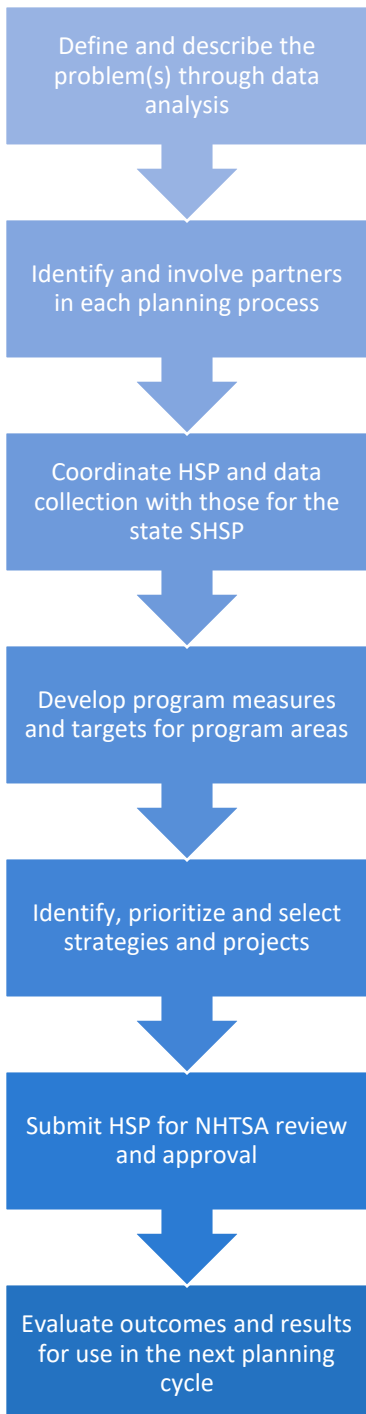 Define and describe the
problem(s) through data
analysis
Identify and involve partners
in each planning process
Coordinate HSP and data
collection with those for the
state SHSP
Develop program measures
and targets for program areas
Identify, prioritize and select
strategies and projects
Submit HSP for NHTSA review
and approval
Evaluate outcomes and results
for use in the next planning
cycle